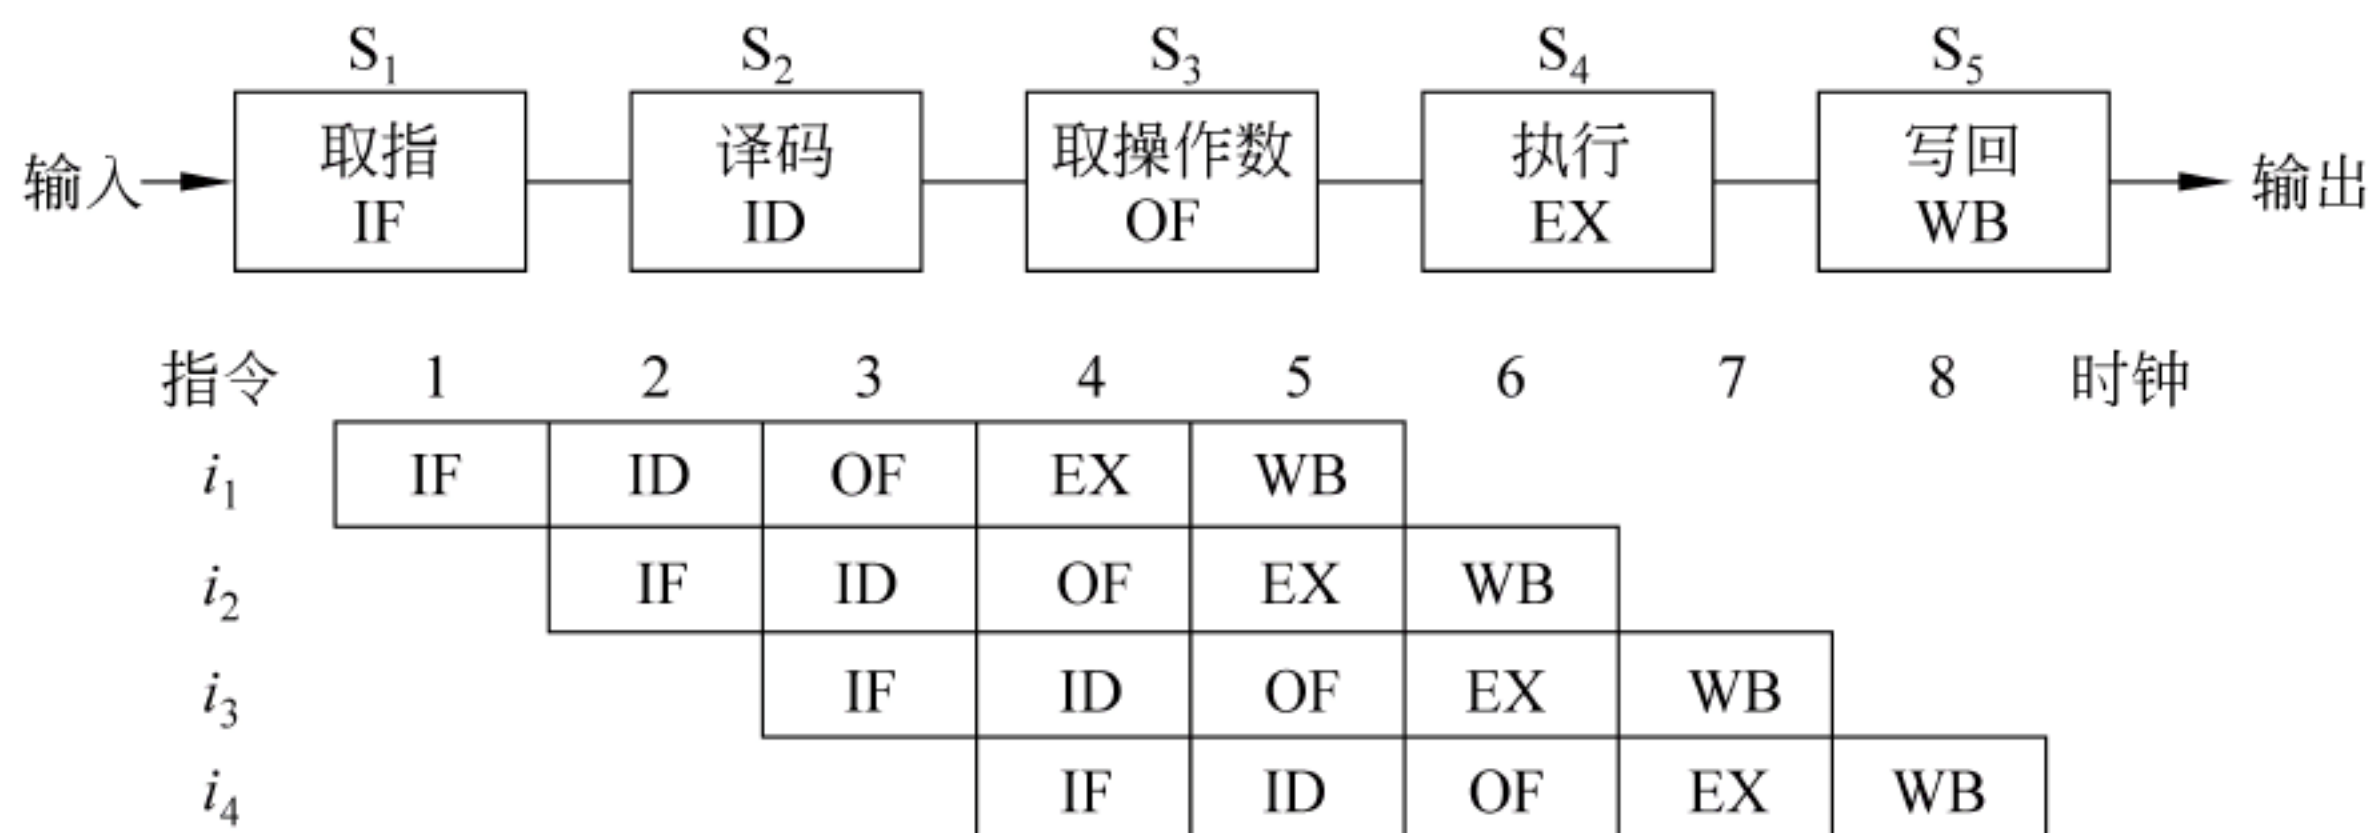 S₁ S₂ S₃ S₄ S₅
输入 取指 译码 取操作数 执行 写回 输出
IF ID OF EX WB
指令 1 2 3 4 5 6 7 8 时钟
i₁ IF ID OF EX WB
i₂ IF ID OF EX WB
i₃ IF ID OF EX WB
i₄ IF ID OF EX WB